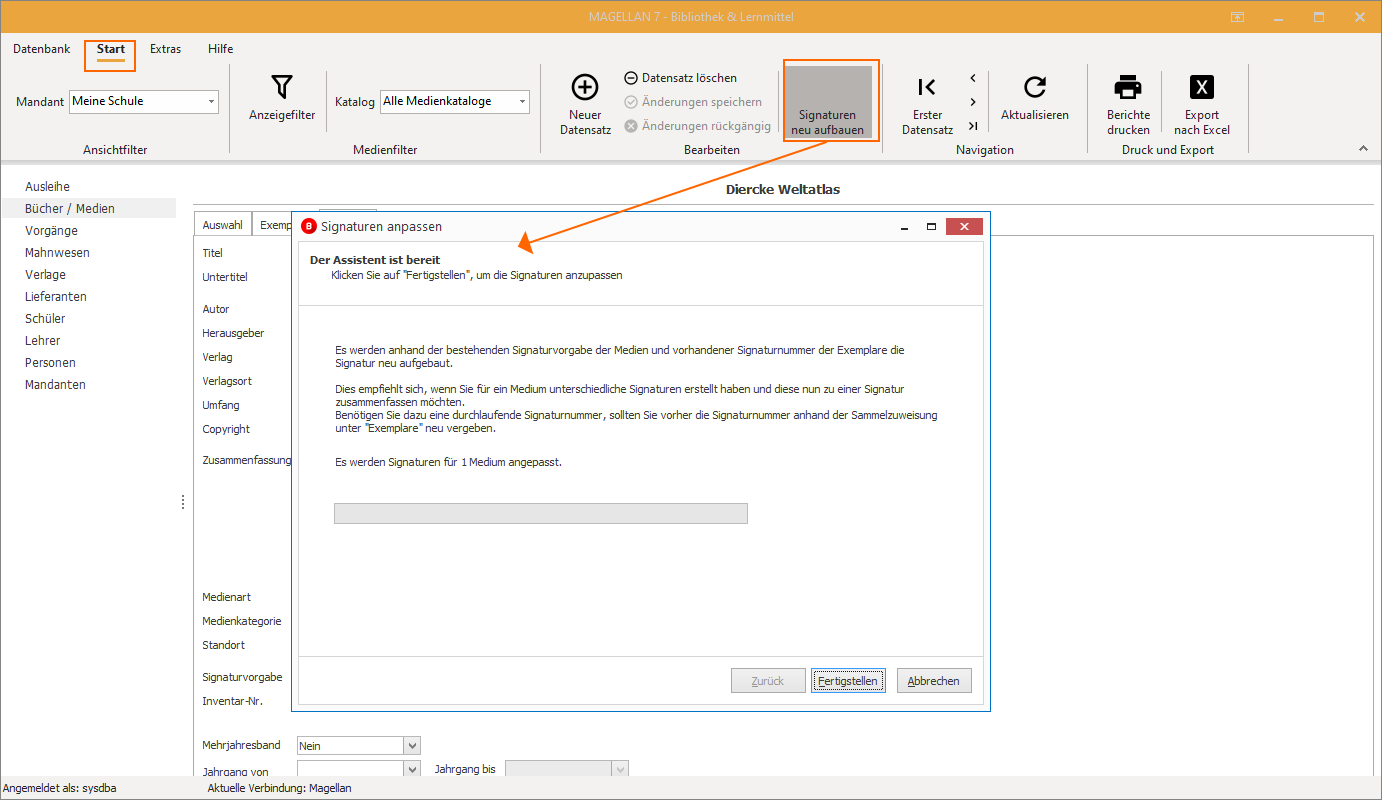 MAGELLAN 7 - Bibliothek & Lernmittel
Datenbank Start Extras Hilfe
Mandant Meine Schule
Ansichtfilter
Anzeigefilter
Katalog Alle Medienkataloge
Medienfilter
Neuer
Datensatz
Datensatz löschen
Änderungen speichern
Änderungen rückgängig
Signaturen
neu aufbauen
Bearbeiten
Erster
Datensatz
Aktualisieren
Navigation
Berichte
drucken
Export
nach Excel
Druck und Export
Ausleihe
Bücher / Medien
Vorgänge
Mahnwesen
Verlage
Lieferanten
Schüler
Lehrer
Personen
Mandanten
Diercke Weltatlas
Auswahl Exemp
Titel
Untertitel
Autor
Herausgeber
Verlag
Verlagsort
Umfang
Copyright
Zusammenfassung
Medienart
Medienkategorie
Standort
Signaturvorgabe
Inventar-Nr.
Mehrjahresband Nein
Jahrgang von Jahrgang bis
B Signaturen anpassen
Der Assistent ist bereit
Klicken Sie auf "Fertigstellen", um die Signaturen anzupassen
Es werden anhand der bestehenden Signaturvorgabe der Medien und vorhandener Signaturnummer der Exemplare die
Signatur neu aufgebaut.
Dies empfiehlt sich, wenn Sie für ein Medium unterschiedliche Signaturen erstellt haben und diese nun zu einer Signatur
zusammenfassen möchten.
Benötigen Sie dazu eine durchlaufende Signaturnummer, sollten Sie vorher die Signaturnummer anhand der Sammelzuweisung
unter "Exemplare" neu vergeben.
Es werden Signaturen für 1 Medium angepasst.
Zurück Fertigstellen Abbrechen
Angemeldet als: sysdba Aktuelle Verbindung: Magellan